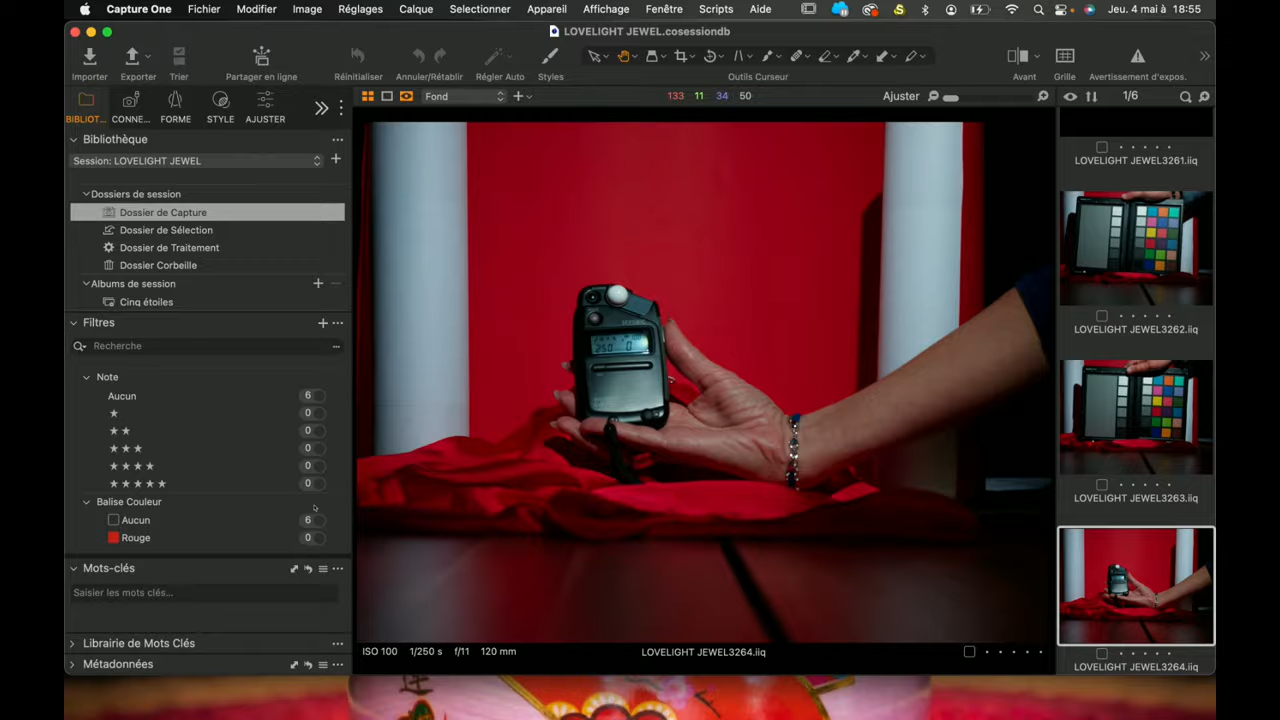 Capture One Fichier Modifier Image Réglages Calque Selectionner Appareil Affichage Fenêtre Scripts Aide Jeu. 4 mai à 18:55
LOVELIGHT JEWEL.cosessiondb
Importer Exporter Trier Partager en ligne Réinitialiser Annuler/Rétablir Régler Auto Styles Outils Curseur Avant Grille Avertissement d'expos.
BIBLIOT... CONNE... FORME STYLE AJUSTER
Fond 133 11 34 50 Ajuster 1/6
Bibliothèque
Session: LOVELIGHT JEWEL
Dossiers de session
Dossier de Capture
Dossier de Sélection
Dossier de Traitement
Dossier Corbeille
Albums de session
Cinq étoiles
Filtres
Recherche
Note
Aucun 6
0
0
0
0
0
Balise Couleur
Aucun 6
Rouge 0
Mots-clés
Saisir les mots clés...
Librairie de Mots Clés
Métadonnées
250 0
ISO 100 1/250 s f/11 120 mm LOVELIGHT JEWEL3264.iiq
LOVELIGHT JEWEL3261.iiq
LOVELIGHT JEWEL3262.iiq
LOVELIGHT JEWEL3263.iiq
LOVELIGHT JEWEL3264.iiq